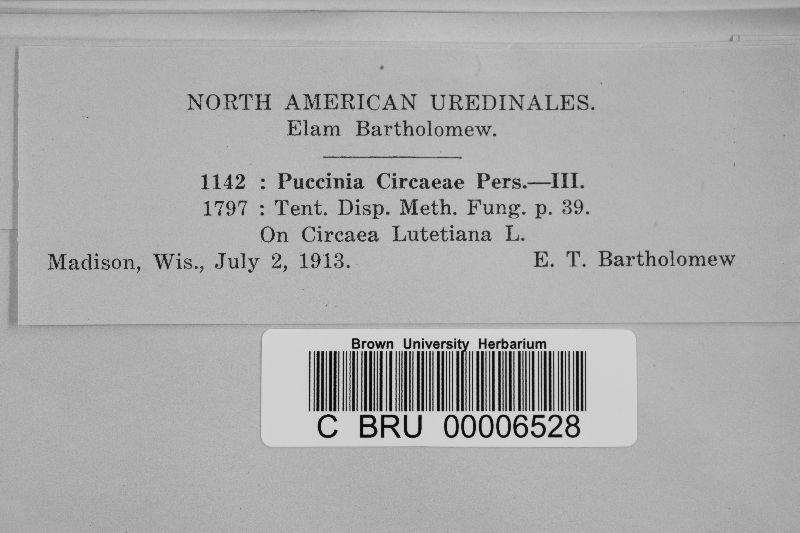 NORTH AMERICAN UREDINALES.
Elam Bartholomew.
1142 : Puccinia Circaeae Pers.—III.
1797 : Tent. Disp. Meth. Fung. p. 39.
On Circaea Lutetiana L.
Madison, Wis., July 2, 1913. E. T. Bartholomew
Brown University Herbarium
C BRU 00006528